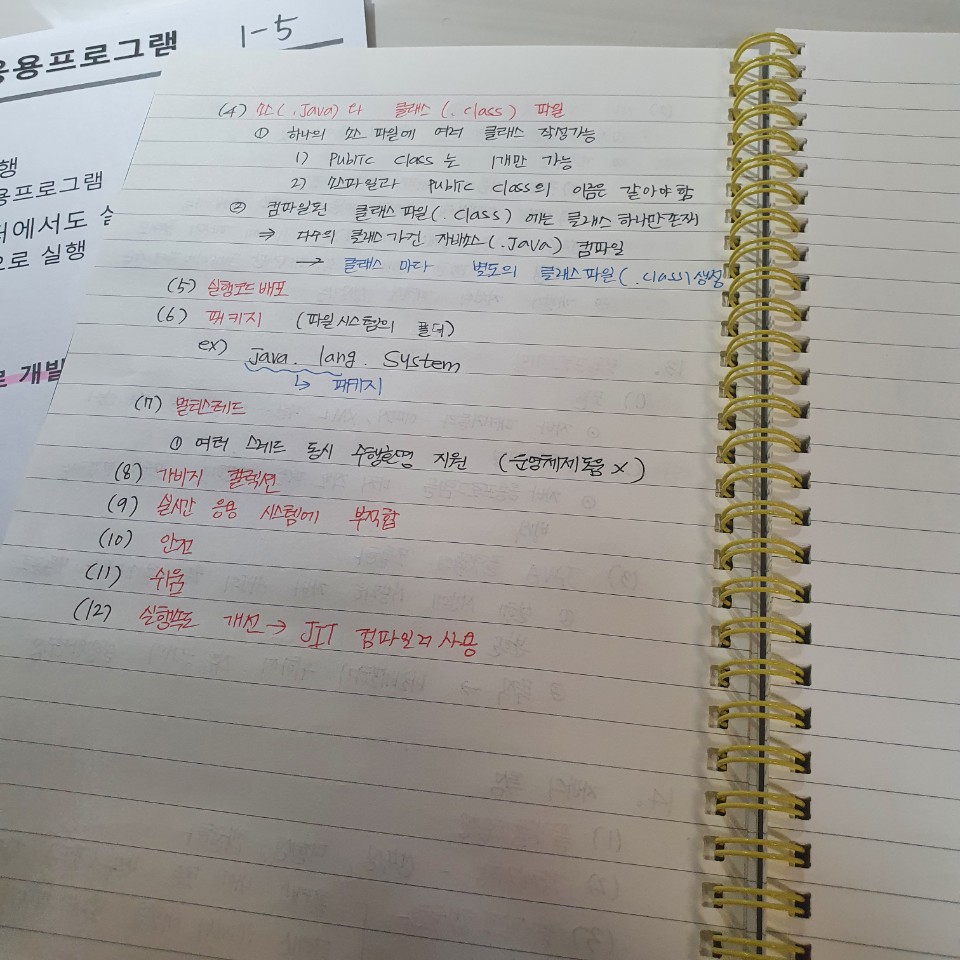 응용프로그램 1-5
행
용프로그램
에서도 실
으로 실행
로 개발
(4) 소스(.Java)와 클래스(.class) 파일
① 하나의 소스 파일에 여러 클래스 작성가능
1) Public class는 1개만 가능
2) 소스파일과 Public class의 이름은 같아야 함
② 컴파일된 클래스 파일(.class)에는 클래스 하나만 존재
⇒ 다수의 클래스 가진 자바소스(.Java) 컴파일
→ 클래스 마다 별도의 클래스파일(.class)생성
(5) 실행코드 배포
(6) 패키지 (파일시스템의 폴더)
ex) java. lang. System
↳ 패키지
(7) 멀티스레드
① 여러 스레드 동시 수행환경 지원 (운영체제 도움 X)
(8) 가비지 컬렉션
(9) 실시간 응용 시스템에 부적합
(10) 안전
(11) 쉬움
(12) 실행속도 개선 → JIT 컴파일러 사용